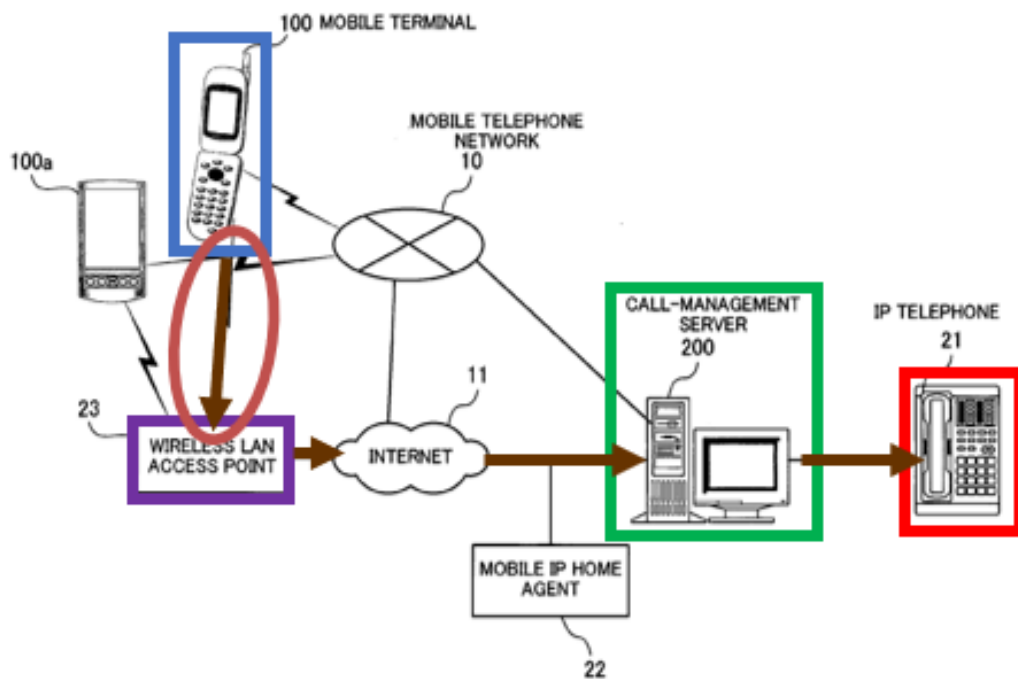 100 MOBILE TERMINAL
MOBILE TELEPHONE
NETWORK
10
100a
CALL-MANAGEMENT
SERVER
200
IP TELEPHONE
21
23
WIRELESS LAN
ACCESS POINT
11
INTERNET
MOBILE IP HOME
AGENT
22